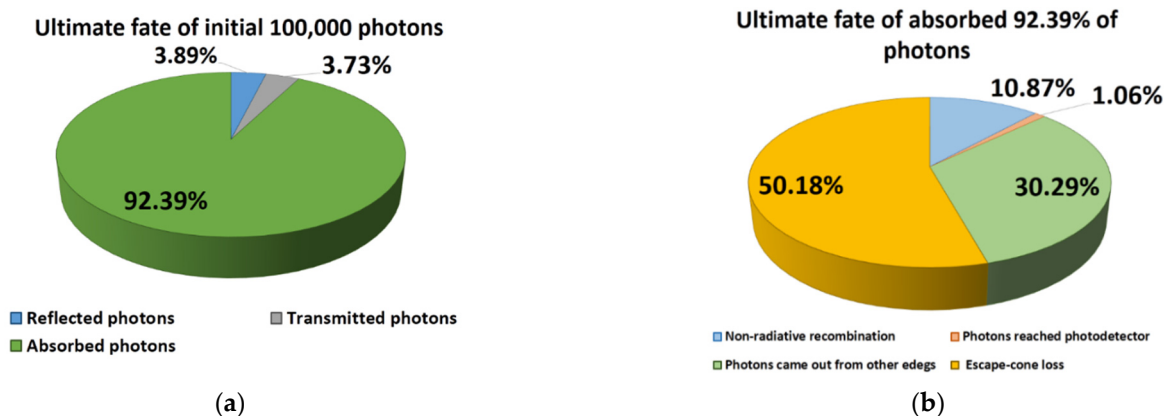 Ultimate fate of initial 100,000 photons
3.89%
3.73%
92.39%
Reflected photons
Transmitted photons
Absorbed photons
(a)
Ultimate fate of absorbed 92.39% of
photons
10.87%
1.06%
50.18%
30.29%
Non-radiative recombination
Photons reached photodetector
Photons came out from other edegs
Escape-cone loss
(b)